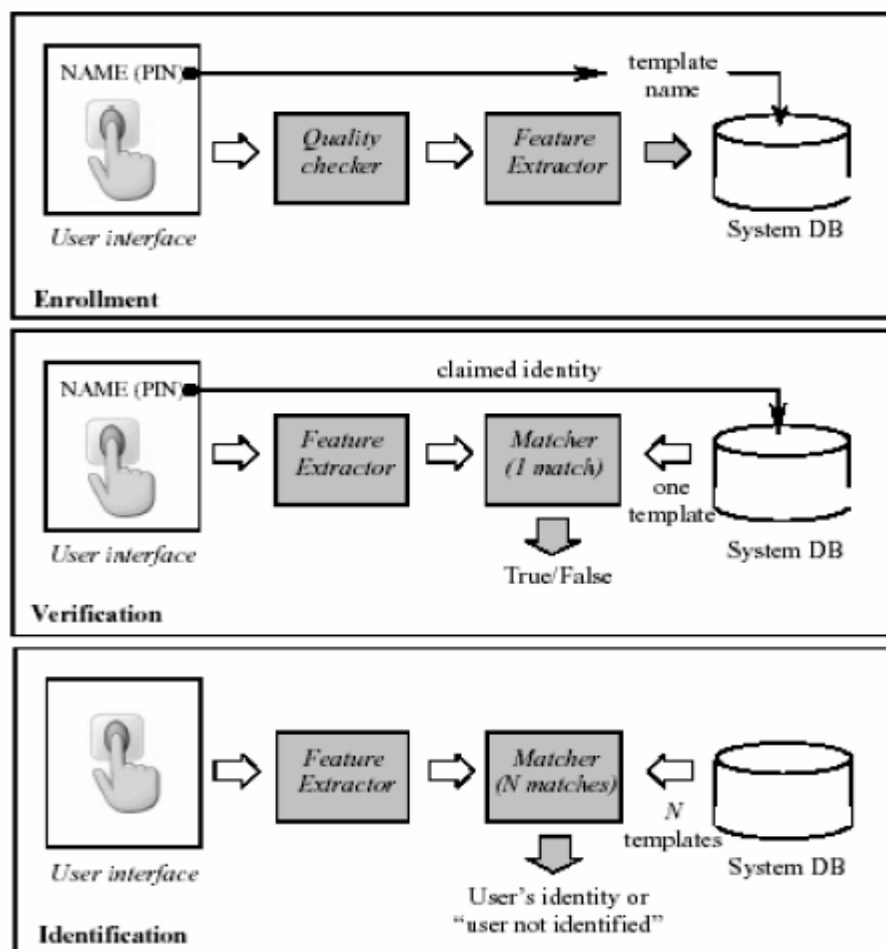 NAME (PIN)
template
name
Quality
checker
Feature
Extractor
User interface
System DB
Enrollment
NAME (PIN)
claimed identity
Feature
Extractor
Matcher
(1 match)
one
template
User interface
System DB
True/False
Verification
Feature
Extractor
Matcher
(N matches)
N
templates
User interface
System DB
User's identity or
“user not identified”
Identification